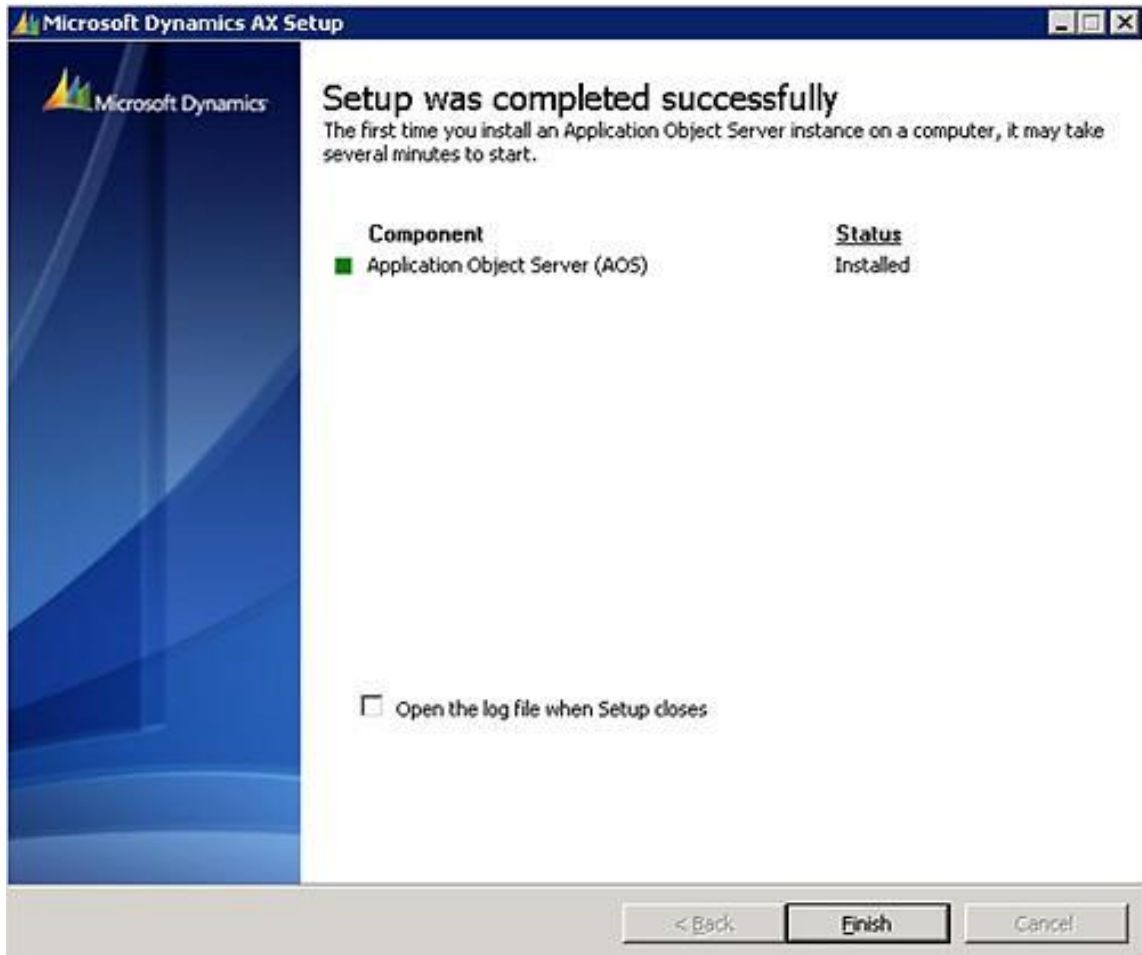 Microsoft Dynamics AX Setup
Microsoft Dynamics
Setup was completed successfully
The first time you install an Application Object Server instance on a computer, it may take
several minutes to start.
Component Status
Application Object Server (AOS) Installed
Open the log file when Setup closes
< Back Finish Cancel